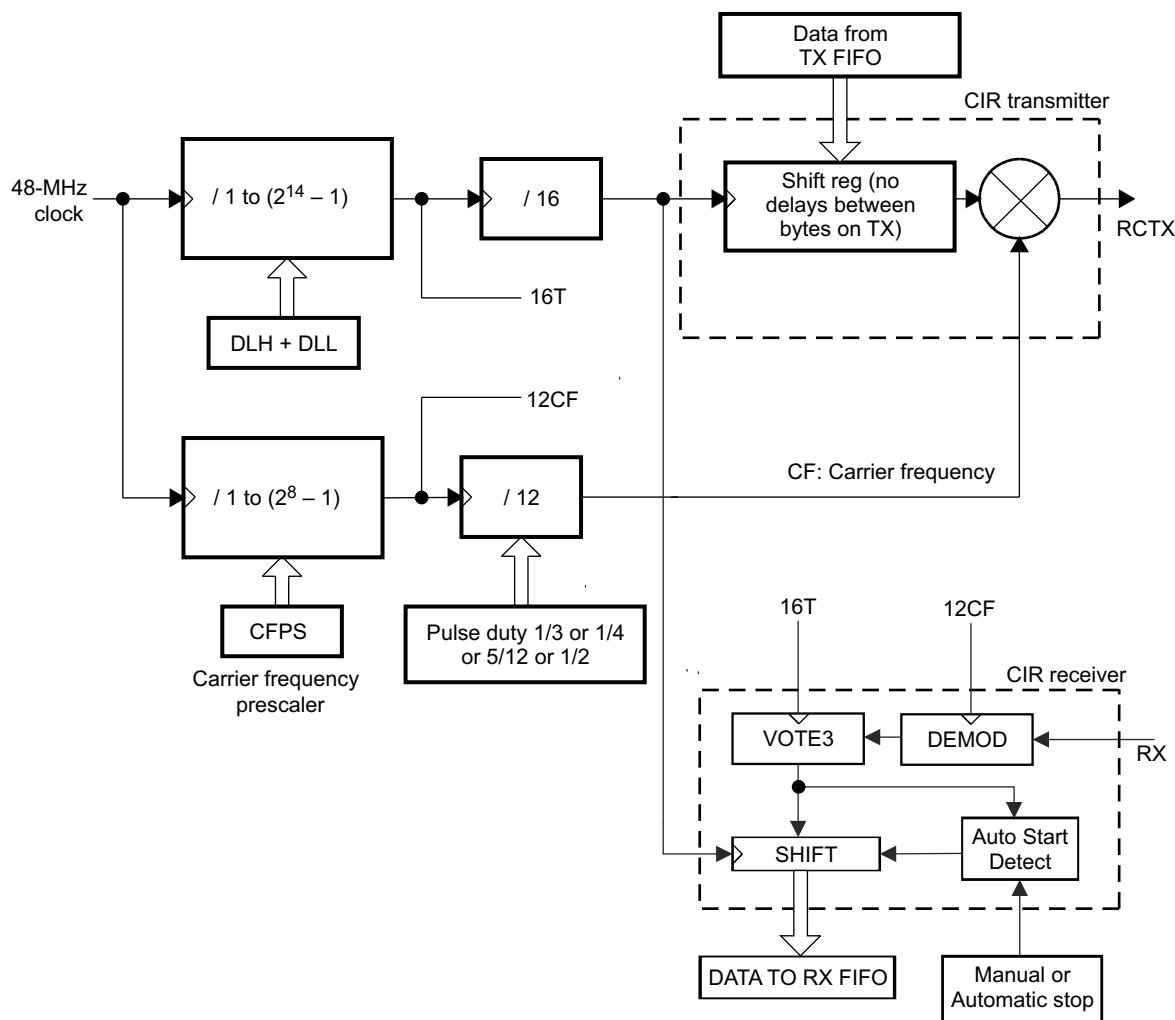 Data from
TX FIFO
CIR transmitter
48-MHz
clock
/ 1 to (2¹⁴ – 1)
/ 16
Shift reg (no
delays between
bytes on TX)
RCTX
16T
DLH + DLL
12CF
/ 1 to (2⁸ – 1)
/ 12
CF: Carrier frequency
CFPS
Carrier frequency
prescaler
Pulse duty 1/3 or 1/4
or 5/12 or 1/2
16T
12CF
CIR receiver
VOTE3
DEMOD
RX
SHIFT
Auto Start
Detect
DATA TO RX FIFO
Manual or
Automatic stop